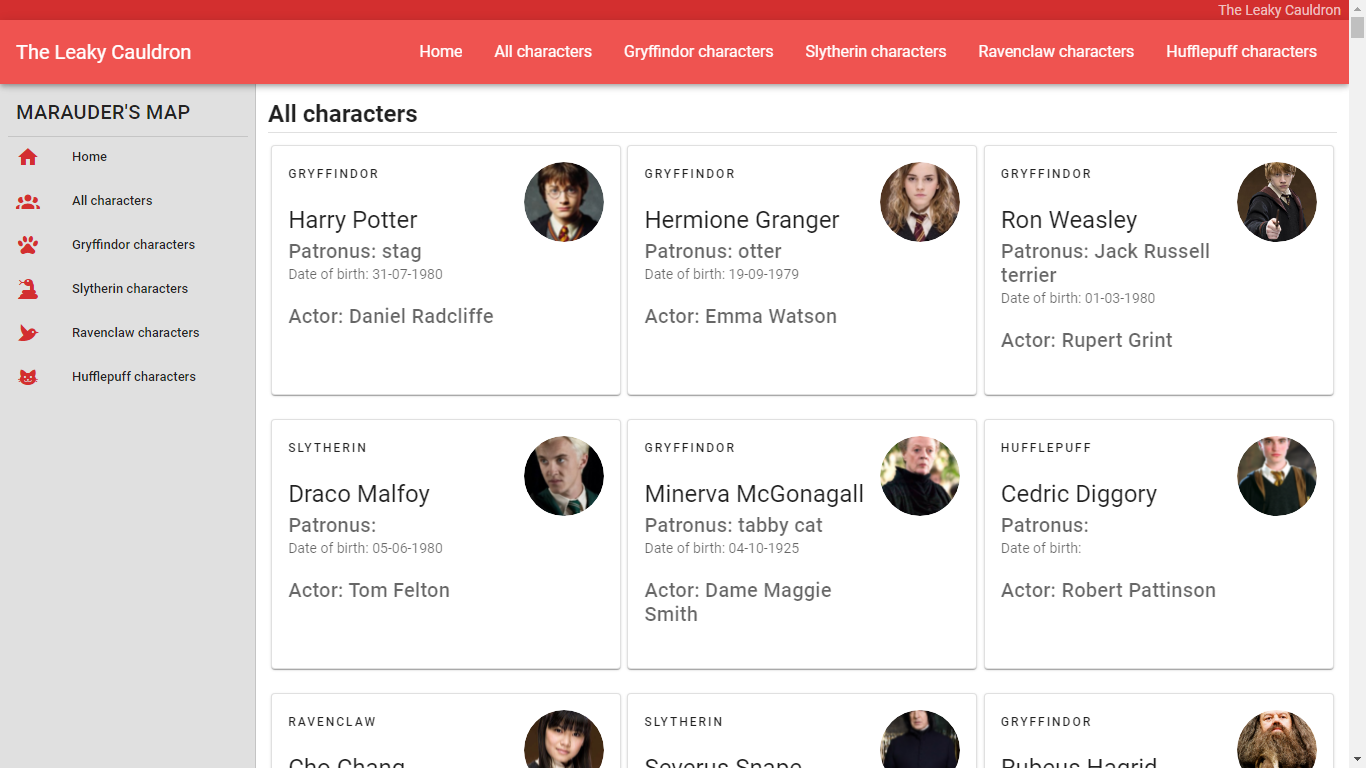 The Leaky Cauldron
The Leaky Cauldron
Home
All characters
Gryffindor characters
Slytherin characters
Ravenclaw characters
Hufflepuff characters
MARAUDER'S MAP
Home
All characters
Gryffindor characters
Slytherin characters
Ravenclaw characters
Hufflepuff characters
All characters
GRYFFINDOR
Harry Potter
Patronus: stag
Date of birth: 31-07-1980
Actor: Daniel Radcliffe
GRYFFINDOR
Hermione Granger
Patronus: otter
Date of birth: 19-09-1979
Actor: Emma Watson
GRYFFINDOR
Ron Weasley
Patronus: Jack Russell
terrier
Date of birth: 01-03-1980
Actor: Rupert Grint
SLYTHERIN
Draco Malfoy
Patronus:
Date of birth: 05-06-1980
Actor: Tom Felton
GRYFFINDOR
Minerva McGonagall
Patronus: tabby cat
Date of birth: 04-10-1925
Actor: Dame Maggie
Smith
HUFFLEPUFF
Cedric Diggory
Patronus:
Date of birth:
Actor: Robert Pattinson
RAVENCLAW
Cho Chang
SLYTHERIN
Severus Snape
GRYFFINDOR
Rubeus Hagrid